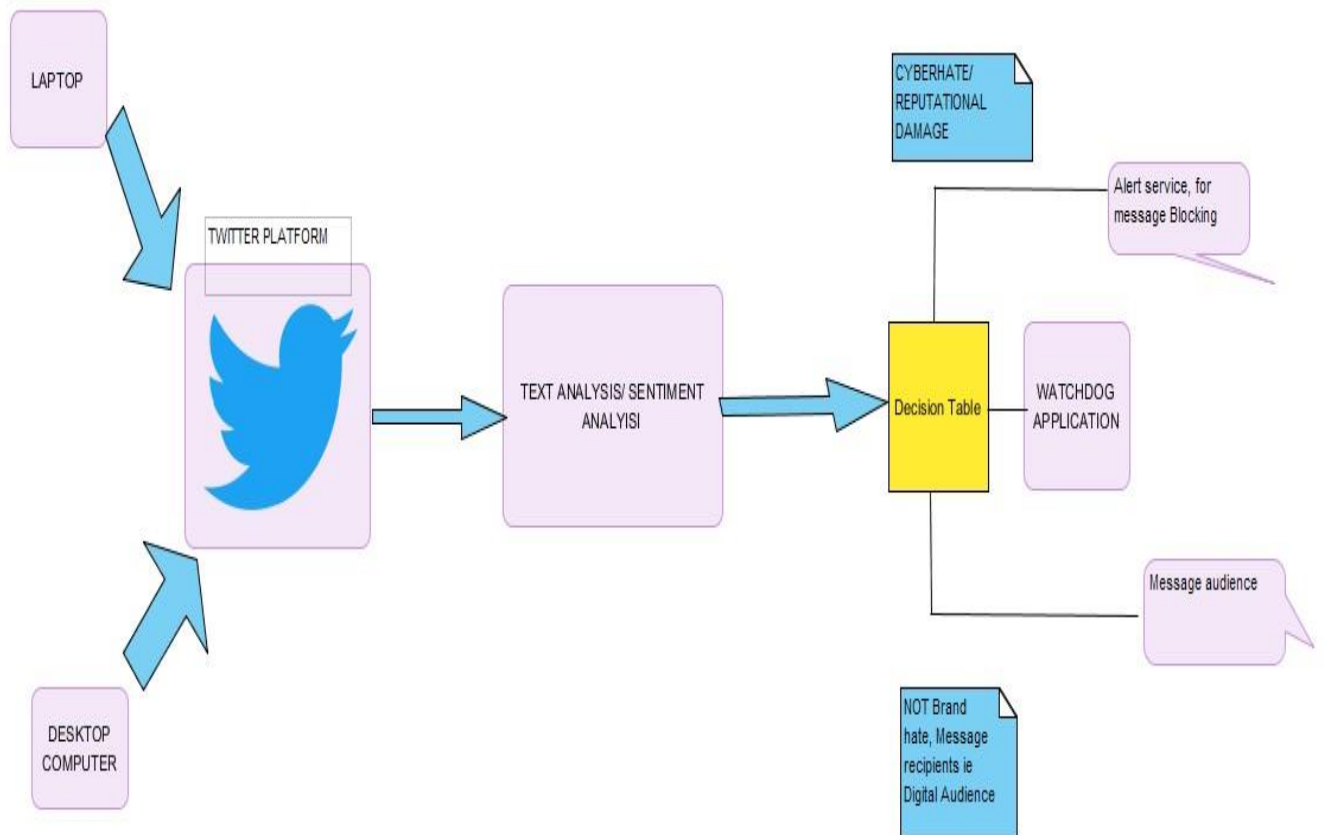 LAPTOP
TWITTER PLATFORM
DESKTOP
COMPUTER
TEXT ANALYSIS/ SENTIMENT
ANALYISI
CYBERHATE/
REPUTATIONAL
DAMAGE
Alert service, for
message Blocking
Decision Table
WATCHDOG
APPLICATION
Message audience
NOT Brand
hate, Message
recipients ie
Digital Audience